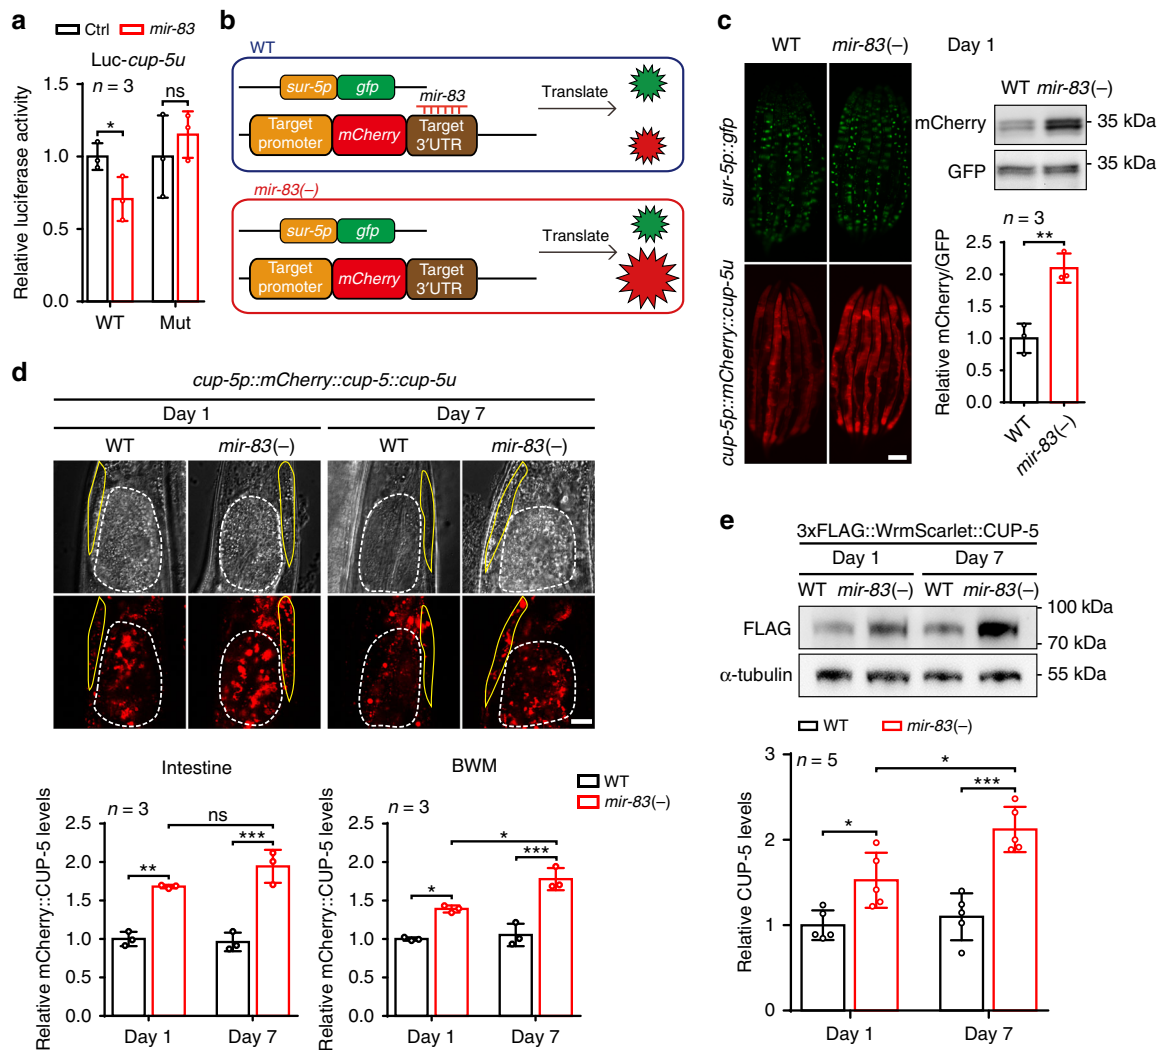 a
Ctrl mir-83
Luc-cup-5u
n = 3
ns
*
Relative luciferase activity
1.5
1.0
0.5
0.0
WT Mut
b
WT
sur-5p gfp
mir-83
Target promoter mCherry Target 3′UTR
Translate
mir-83(–)
sur-5p gfp
Target promoter mCherry Target 3′UTR
Translate
c
WT mir-83(–) Day 1
sur-5p::gfp
cup-5p::mCherry::cup-5u
WT mir-83(–)
mCherry 35 kDa
GFP 35 kDa
n = 3
**
Relative mCherry/GFP
2.5
2.0
1.0
0.0
WT mir-83(–)
d
cup-5p::mCherry::cup-5::cup-5u
Day 1 Day 7
WT mir-83(–) WT mir-83(–)
Intestine
n = 3
ns
** ***
Relative mCherry::CUP-5 levels
2.5
2.0
1.5
1.0
0.5
0.0
Day 1 Day 7
BWM
n = 3
*
* ***
Relative mCherry::CUP-5 levels
2.5
2.0
1.5
1.0
0.5
0.0
Day 1 Day 7
WT
mir-83(–)
e
3xFLAG::WrmScarlet::CUP-5
Day 1 Day 7
WT mir-83(–) WT mir-83(–)
FLAG
100 kDa
70 kDa
α-tubulin 55 kDa
WT mir-83(–)
n = 5
*
* ***
Relative CUP-5 levels
3
2
1
0
Day 1 Day 7